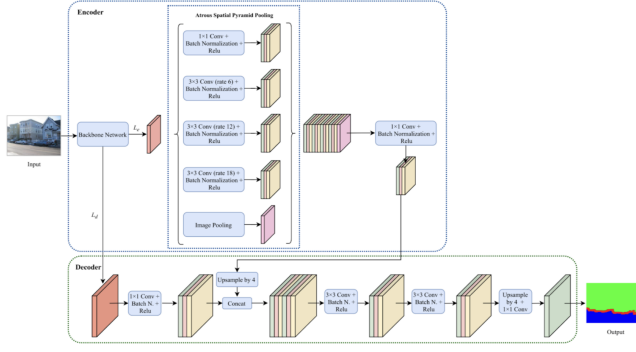 Encoder
Atrous Spatial Pyramid Pooling
1×1 Conv +
Batch Normalization +
Relu
3×3 Conv (rate 6) +
Batch Normalization +
Relu
3×3 Conv (rate 12) +
Batch Normalization +
Relu
3×3 Conv (rate 18) +
Batch Normalization +
Relu
Image Pooling
Input
Backbone Network
L_e
L_d
1×1 Conv +
Batch Normalization +
Relu
Decoder
1×1 Conv +
Batch N. +
Relu
Upsample by 4
Concat
3×3 Conv +
Batch N. +
Relu
3×3 Conv +
Batch N. +
Relu
Upsample
by 4 +
1×1 Conv
Output